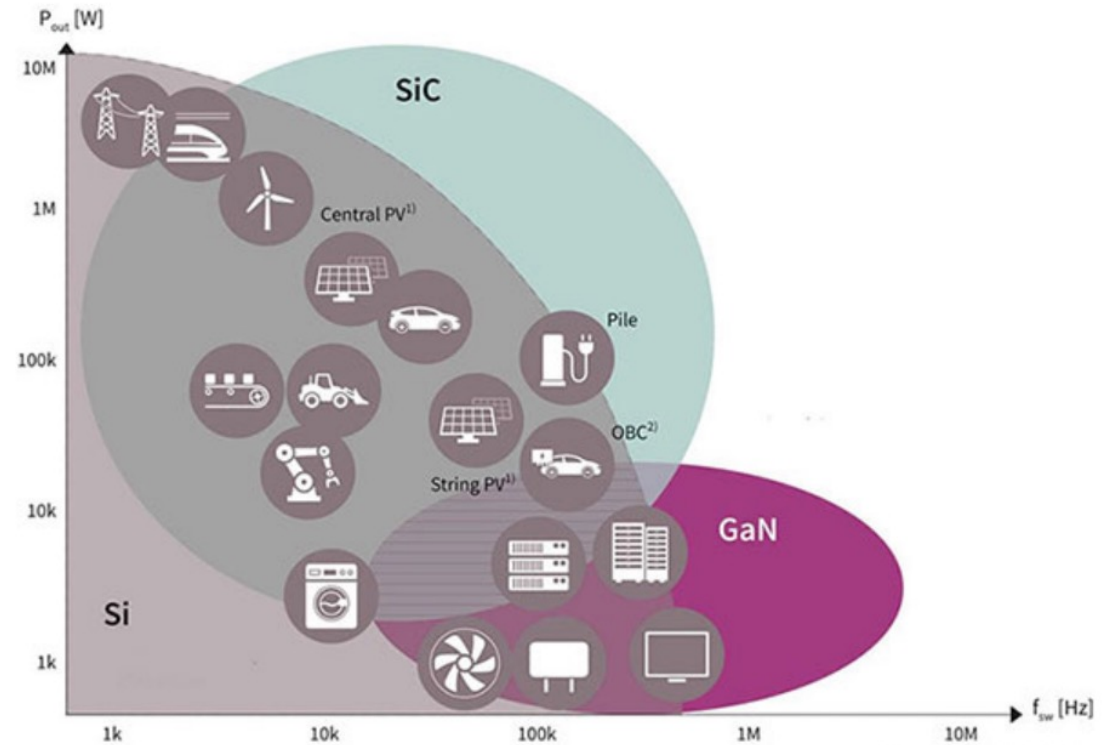 P_out [W]
10M
SiC
1M
Central PV¹⁾
Pile
100k
OBC²⁾
String PV¹⁾
10k
GaN
Si
1k
f_sw [Hz]
1k
10k
100k
1M
10M